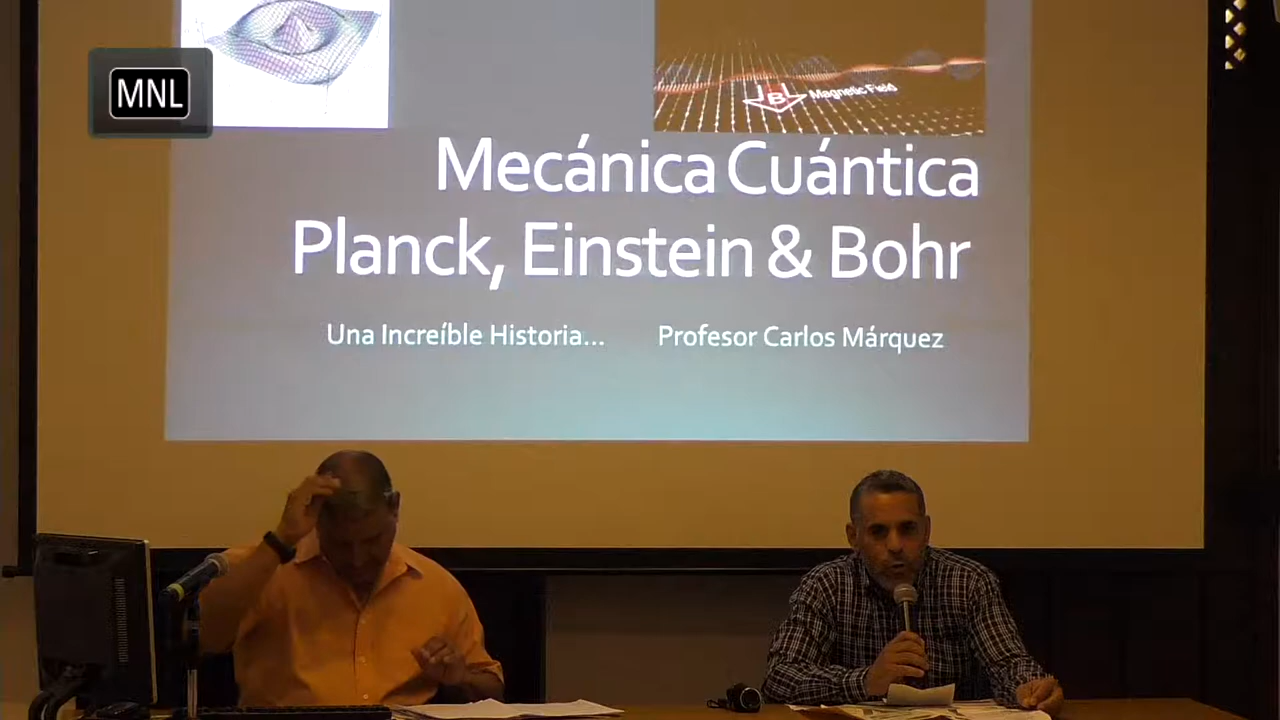 MNL
B Magnetic Field
Mecánica Cuántica
Planck, Einstein & Bohr
Una Increíble Historia... Profesor Carlos Márquez